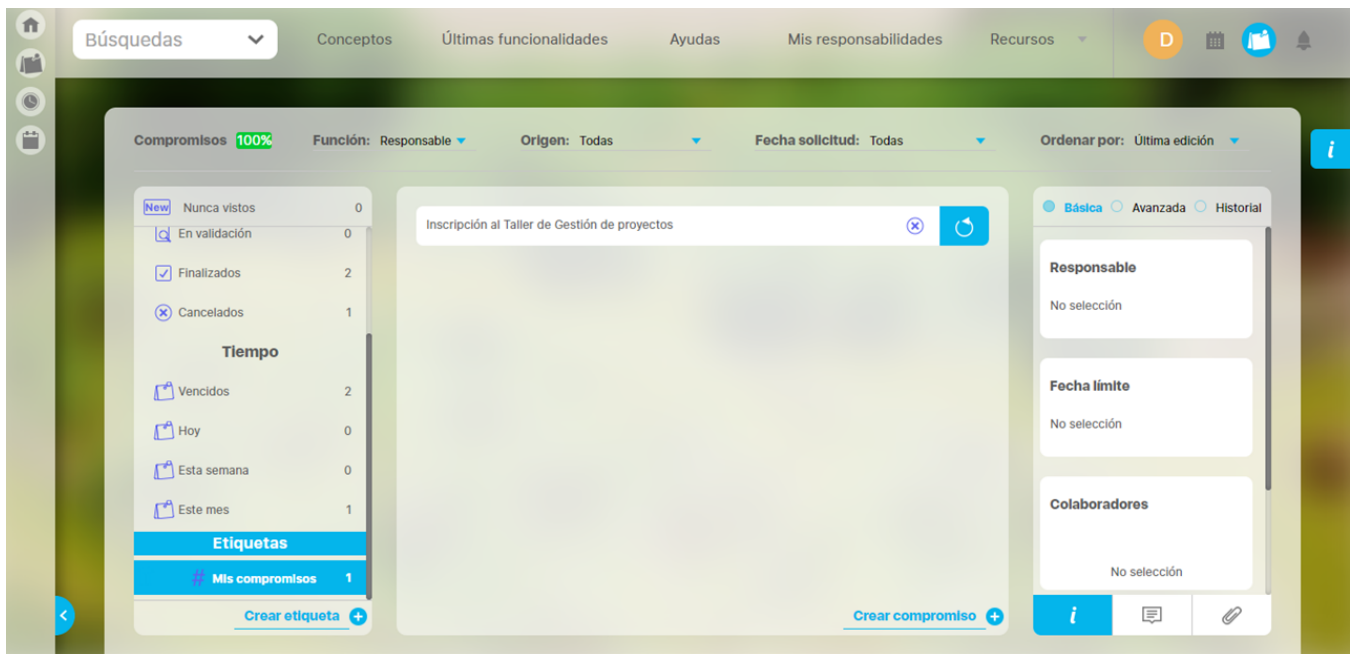 Búsquedas
Conceptos
Últimas funcionalidades
Ayudas
Mis responsabilidades
Recursos
D
Compromisos 100%
Función: Responsable
Origen: Todas
Fecha solicitud: Todas
Ordenar por: Última edición
i
New Nunca vistos 0
En validación 0
Finalizados 2
Cancelados 1
Tiempo
Vencidos 2
Hoy 0
Esta semana 0
Este mes 1
Etiquetas
# Mis compromisos 1
Crear etiqueta
Inscripción al Taller de Gestión de proyectos
Crear compromiso
Básica Avanzada Historial
Responsable
No selección
Fecha límite
No selección
Colaboradores
No selección
i